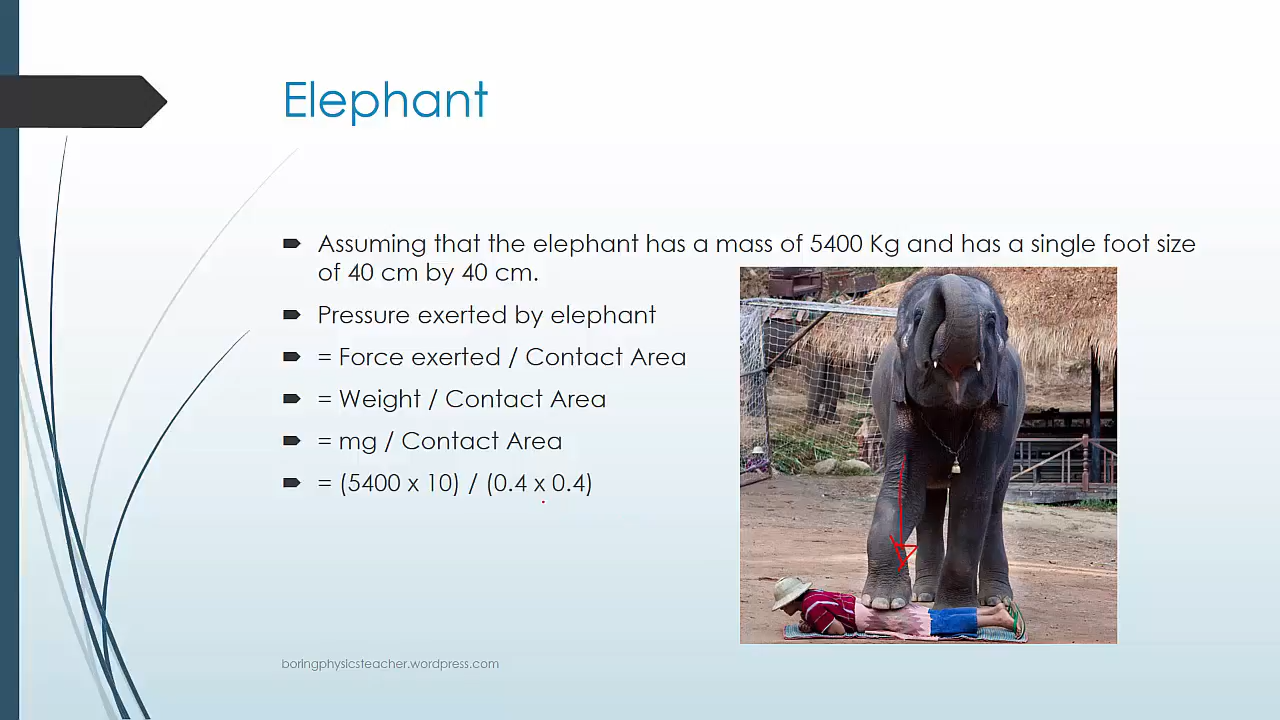 Elephant
Assuming that the elephant has a mass of 5400 Kg and has a single foot size
of 40 cm by 40 cm.
Pressure exerted by elephant
= Force exerted / Contact Area
= Weight / Contact Area
= mg / Contact Area
= (5400 x 10) / (0.4 x 0.4)
boringphysicsteacher.wordpress.com